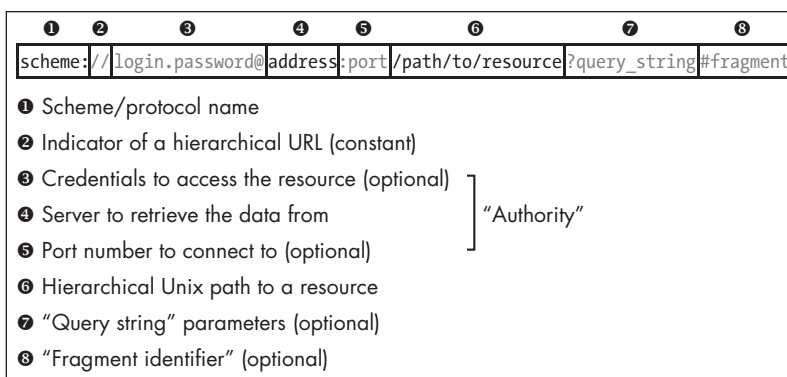 ❶ ❷ ❸ ❹ ❺ ❻ ❼ ❽
scheme://login.password@address:port/path/to/resource?query_string#fragment
❶ Scheme/protocol name
❷ Indicator of a hierarchical URL (constant)
❸ Credentials to access the resource (optional)
❹ Server to retrieve the data from
“Authority”
❺ Port number to connect to (optional)
❻ Hierarchical Unix path to a resource
❼ “Query string” parameters (optional)
❽ “Fragment identifier” (optional)